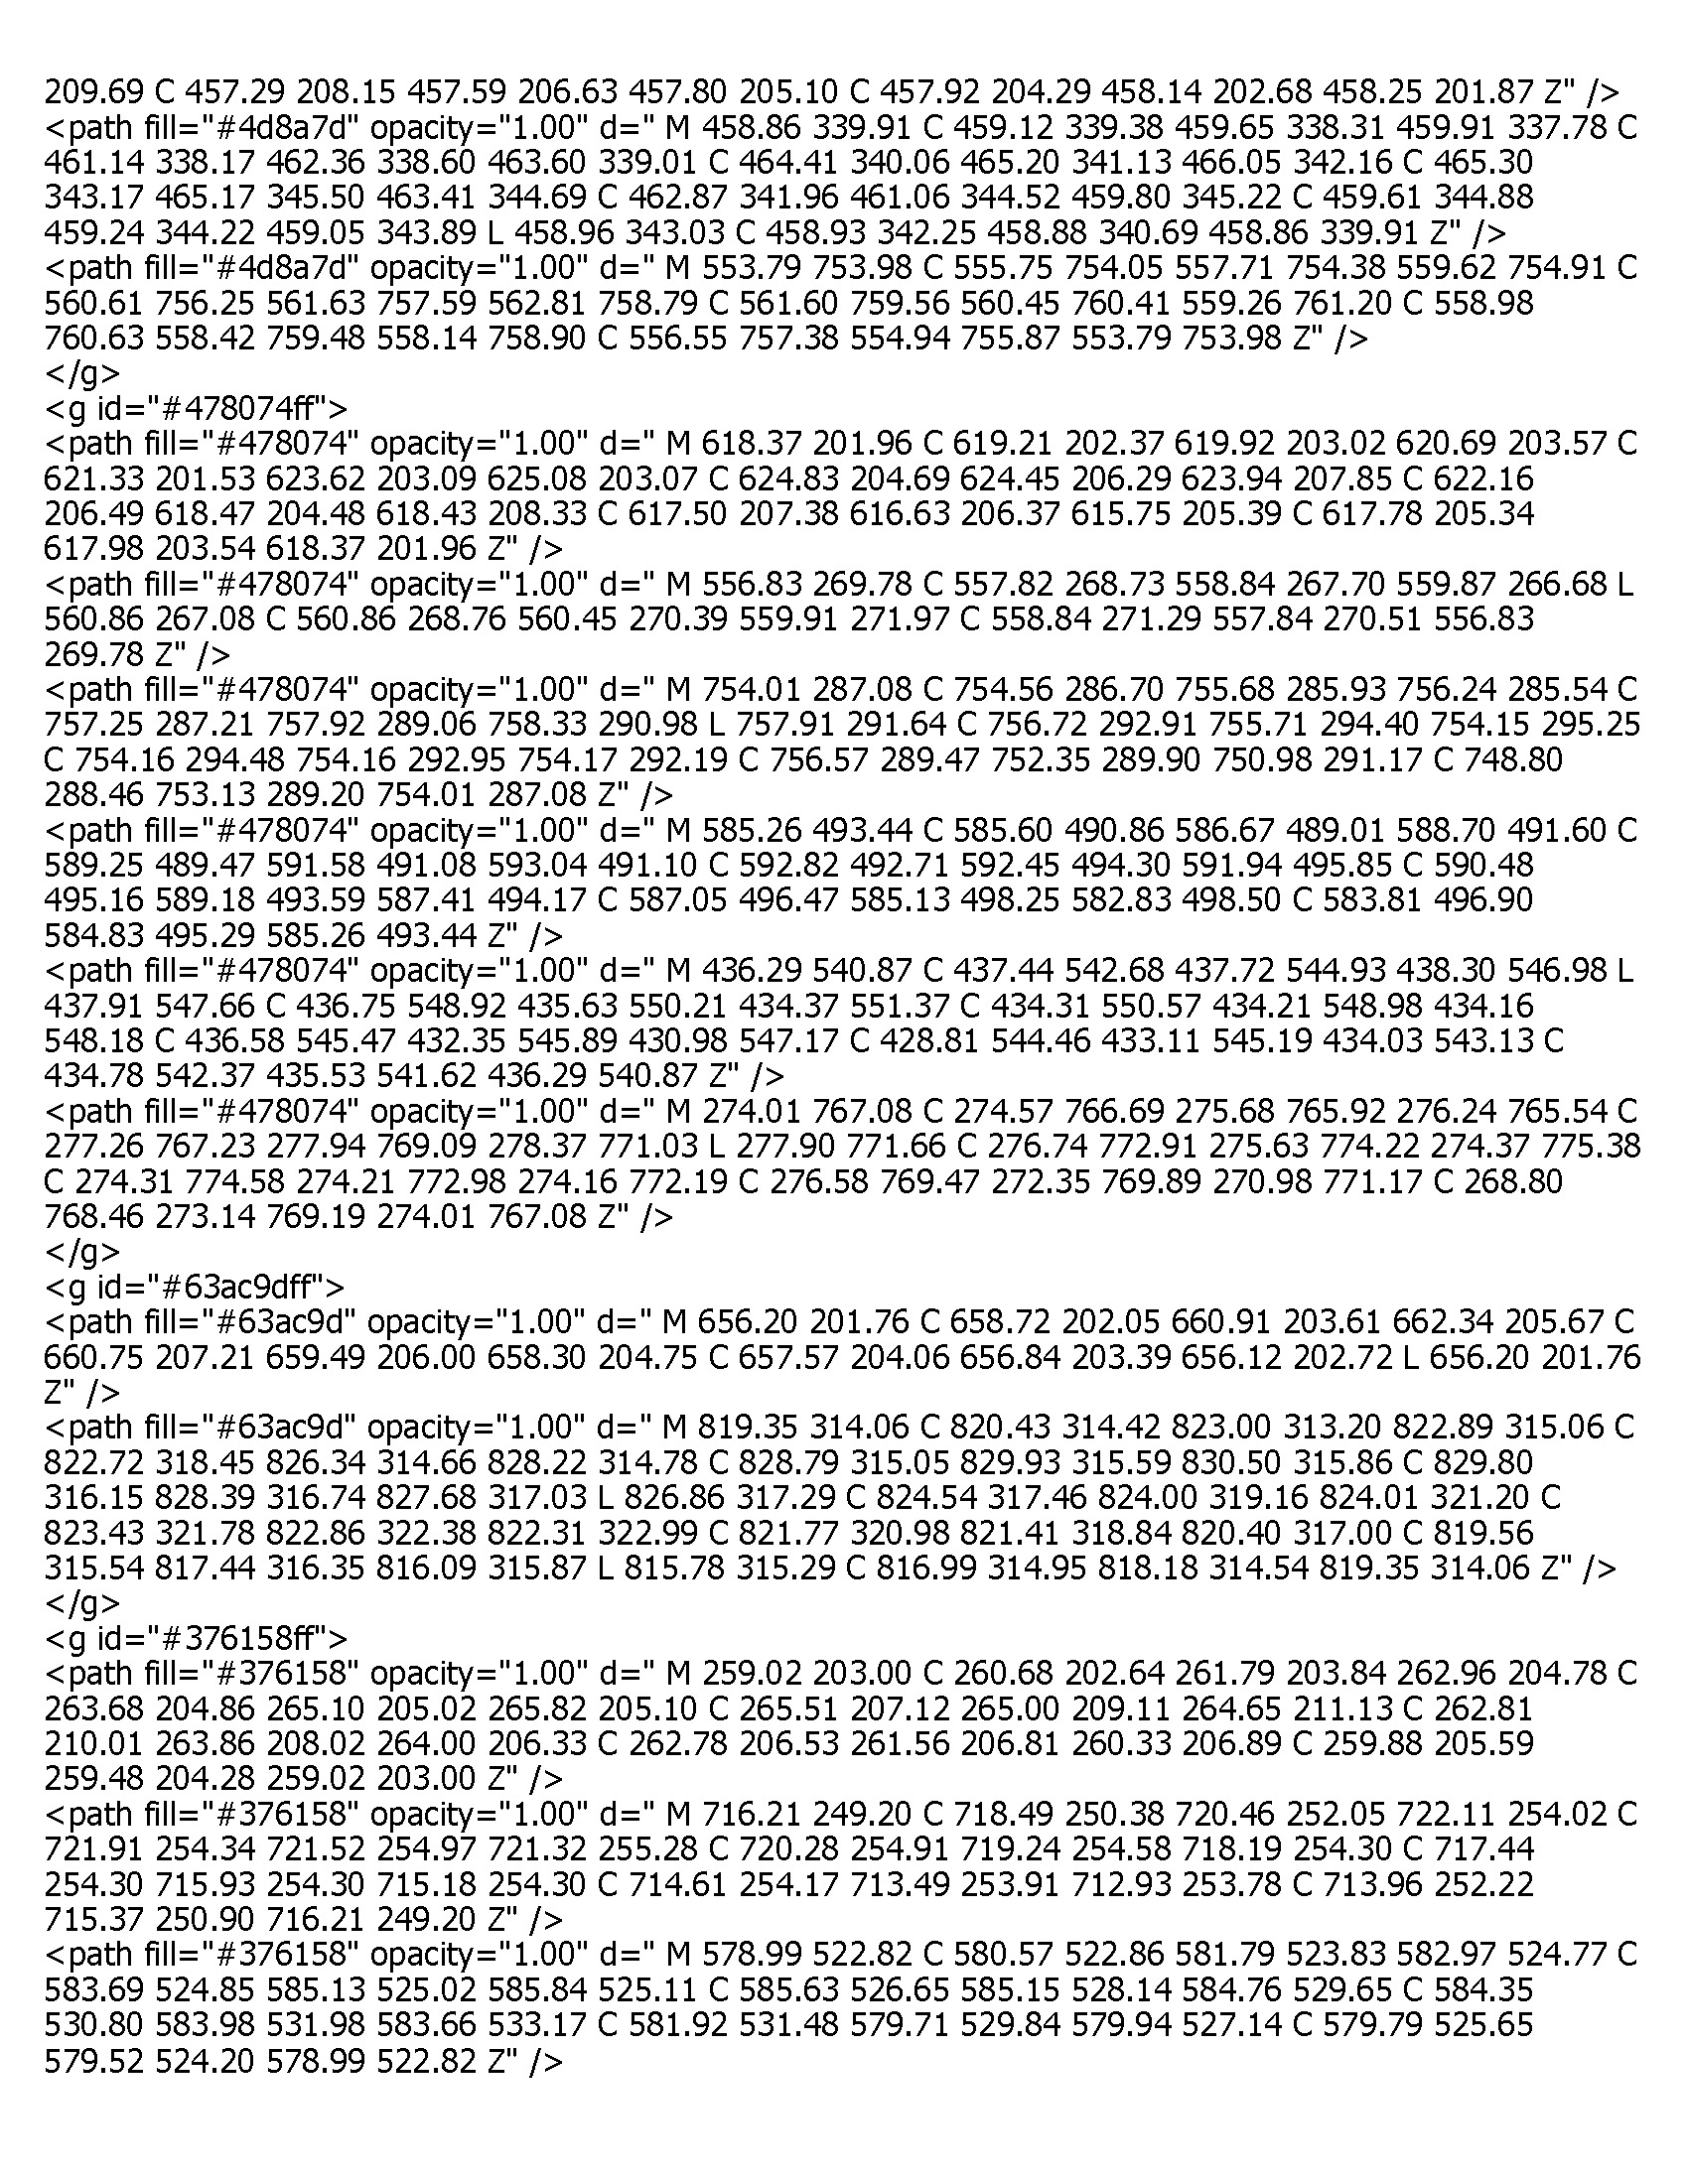 209.69 C 457.29 208.15 457.59 206.63 457.80 205.10 C 457.92 204.29 458.14 202.68 458.25 201.87 Z" />
<path fill="#4d8a7d" opacity="1.00" d=" M 458.86 339.91 C 459.12 339.38 459.65 338.31 459.91 337.78 C
461.14 338.17 462.36 338.60 463.60 339.01 C 464.41 340.06 465.20 341.13 466.05 342.16 C 465.30
343.17 465.17 345.50 463.41 344.69 C 462.87 341.96 461.06 344.52 459.80 345.22 C 459.61 344.88
459.24 344.22 459.05 343.89 L 458.96 343.03 C 458.93 342.25 458.88 340.69 458.86 339.91 Z" />
<path fill="#4d8a7d" opacity="1.00" d=" M 553.79 753.98 C 555.75 754.05 557.71 754.38 559.62 754.91 C
560.61 756.25 561.63 757.59 562.81 758.79 C 561.60 759.56 560.45 760.41 559.26 761.20 C 558.98
760.63 558.42 759.48 558.14 758.90 C 556.55 757.38 554.94 755.87 553.79 753.98 Z" />
</g>
<g id="#478074ff">
<path fill="#478074" opacity="1.00" d=" M 618.37 201.96 C 619.21 202.37 619.92 203.02 620.69 203.57 C
621.33 201.53 623.62 203.09 625.08 203.07 C 624.83 204.69 624.45 206.29 623.94 207.85 C 622.16
206.49 618.47 204.48 618.43 208.33 C 617.50 207.38 616.63 206.37 615.75 205.39 C 617.78 205.34
617.98 203.54 618.37 201.96 Z" />
<path fill="#478074" opacity="1.00" d=" M 556.83 269.78 C 557.82 268.73 558.84 267.70 559.87 266.68 L
560.86 267.08 C 560.86 268.76 560.45 270.39 559.91 271.97 C 558.84 271.29 557.84 270.51 556.83
269.78 Z" />
<path fill="#478074" opacity="1.00" d=" M 754.01 287.08 C 754.56 286.70 755.68 285.93 756.24 285.54 C
757.25 287.21 757.92 289.06 758.33 290.98 L 757.91 291.64 C 756.72 292.91 755.71 294.40 754.15 295.25
C 754.16 294.48 754.16 292.95 754.17 292.19 C 756.57 289.47 752.35 289.90 750.98 291.17 C 748.80
288.46 753.13 289.20 754.01 287.08 Z" />
<path fill="#478074" opacity="1.00" d=" M 585.26 493.44 C 585.60 490.86 586.67 489.01 588.70 491.60 C
589.25 489.47 591.58 491.08 593.04 491.10 C 592.82 492.71 592.45 494.30 591.94 495.85 C 590.48
495.16 589.18 493.59 587.41 494.17 C 587.05 496.47 585.13 498.25 582.83 498.50 C 583.81 496.90
584.83 495.29 585.26 493.44 Z" />
<path fill="#478074" opacity="1.00" d=" M 436.29 540.87 C 437.44 542.68 437.72 544.93 438.30 546.98 L
437.91 547.66 C 436.75 548.92 435.63 550.21 434.37 551.37 C 434.31 550.57 434.21 548.98 434.16
548.18 C 436.58 545.47 432.35 545.89 430.98 547.17 C 428.81 544.46 433.11 545.19 434.03 543.13 C
434.78 542.37 435.53 541.62 436.29 540.87 Z" />
<path fill="#478074" opacity="1.00" d=" M 274.01 767.08 C 274.57 766.69 275.68 765.92 276.24 765.54 C
277.26 767.23 277.94 769.09 278.37 771.03 L 277.90 771.66 C 276.74 772.91 275.63 774.22 274.37 775.38
C 274.31 774.58 274.21 772.98 274.16 772.19 C 276.58 769.47 272.35 769.89 270.98 771.17 C 268.80
768.46 273.14 769.19 274.01 767.08 Z" />
</g>
<g id="#63ac9dff">
<path fill="#63ac9d" opacity="1.00" d=" M 656.20 201.76 C 658.72 202.05 660.91 203.61 662.34 205.67 C
660.75 207.21 659.49 206.00 658.30 204.75 C 657.57 204.06 656.84 203.39 656.12 202.72 L 656.20 201.76
Z" />
<path fill="#63ac9d" opacity="1.00" d=" M 819.35 314.06 C 820.43 314.42 823.00 313.20 822.89 315.06 C
822.72 318.45 826.34 314.66 828.22 314.78 C 828.79 315.05 829.93 315.59 830.50 315.86 C 829.80
316.15 828.39 316.74 827.68 317.03 L 826.86 317.29 C 824.54 317.46 824.00 319.16 824.01 321.20 C
823.43 321.78 822.86 322.38 822.31 322.99 C 821.77 320.98 821.41 318.84 820.40 317.00 C 819.56
315.54 817.44 316.35 816.09 315.87 L 815.78 315.29 C 816.99 314.95 818.18 314.54 819.35 314.06 Z" />
</g>
<g id="#376158ff">
<path fill="#376158" opacity="1.00" d=" M 259.02 203.00 C 260.68 202.64 261.79 203.84 262.96 204.78 C
263.68 204.86 265.10 205.02 265.82 205.10 C 265.51 207.12 265.00 209.11 264.65 211.13 C 262.81
210.01 263.86 208.02 264.00 206.33 C 262.78 206.53 261.56 206.81 260.33 206.89 C 259.88 205.59
259.48 204.28 259.02 203.00 Z" />
<path fill="#376158" opacity="1.00" d=" M 716.21 249.20 C 718.49 250.38 720.46 252.05 722.11 254.02 C
721.91 254.34 721.52 254.97 721.32 255.28 C 720.28 254.91 719.24 254.58 718.19 254.30 C 717.44
254.30 715.93 254.30 715.18 254.30 C 714.61 254.17 713.49 253.91 712.93 253.78 C 713.96 252.22
715.37 250.90 716.21 249.20 Z" />
<path fill="#376158" opacity="1.00" d=" M 578.99 522.82 C 580.57 522.86 581.79 523.83 582.97 524.77 C
583.69 524.85 585.13 525.02 585.84 525.11 C 585.63 526.65 585.15 528.14 584.76 529.65 C 584.35
530.80 583.98 531.98 583.66 533.17 C 581.92 531.48 579.71 529.84 579.94 527.14 C 579.79 525.65
579.52 524.20 578.99 522.82 Z" />